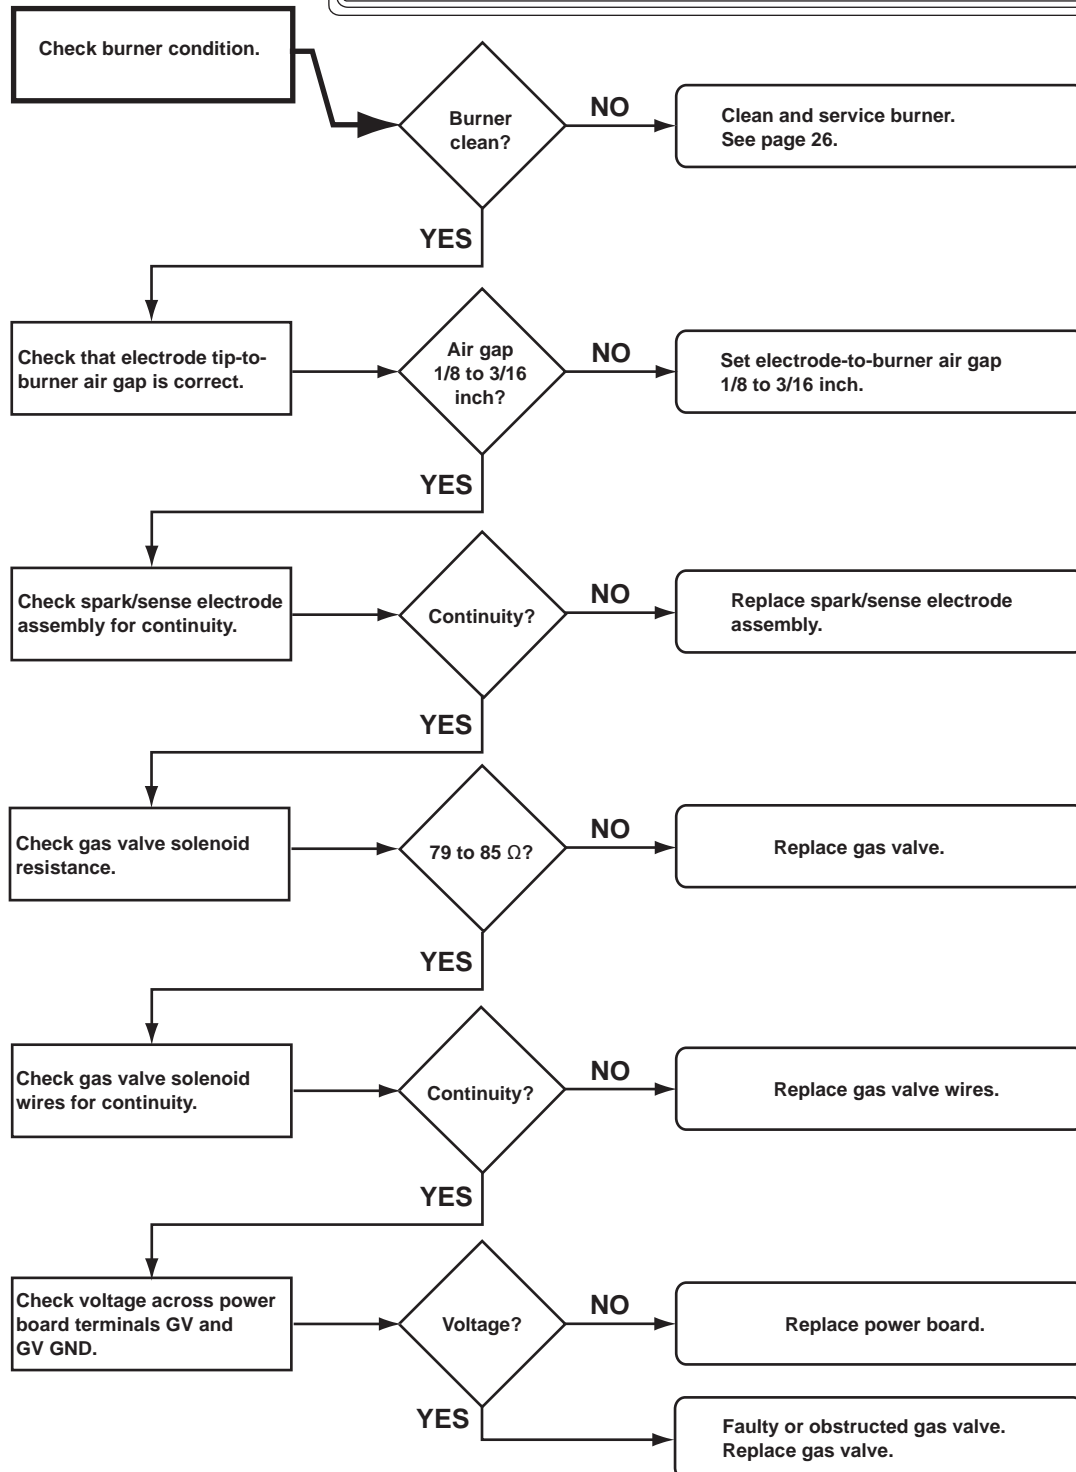 Check burner condition.
Burner
clean?
NO
Clean and service burner.
See page 26.
YES
Check that electrode tip-to-
burner air gap is correct.
Air gap
1/8 to 3/16
inch?
NO
Set electrode-to-burner air gap
1/8 to 3/16 inch.
YES
Check spark/sense electrode
assembly for continuity.
Continuity?
NO
Replace spark/sense electrode
assembly.
YES
Check gas valve solenoid
resistance.
79 to 85 Ω?
NO
Replace gas valve.
YES
Check gas valve solenoid
wires for continuity.
Continuity?
NO
Replace gas valve wires.
YES
Check voltage across power
board terminals GV and
GV GND.
Voltage?
NO
Replace power board.
YES
Faulty or obstructed gas valve.
Replace gas valve.